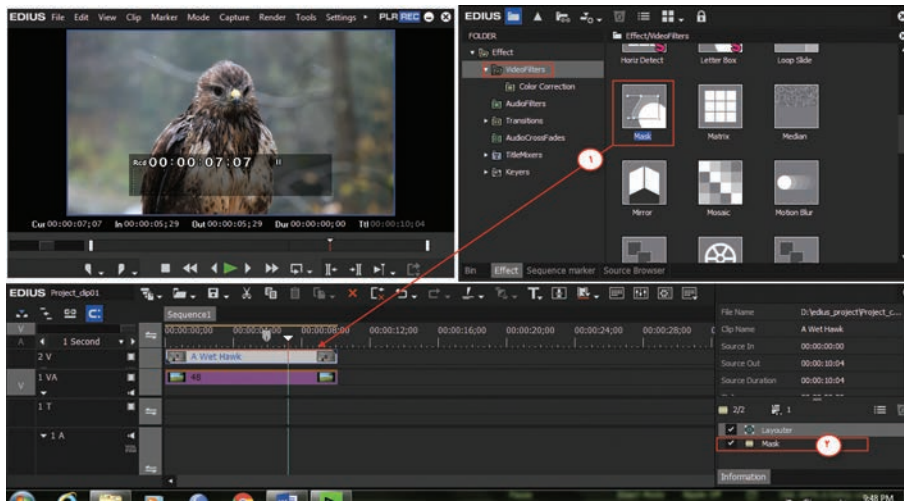 EDIUS File Edit View Clip Marker Mode Capture Render Tools Settings PLR REC
Rcd 00:00:07:07 II
Cur 00:00:07;07 In 00:00:05;29 Out 00:00:05;29 Dur 00:00:00;00 Ttl 00:00:10;04
EDIUS
FOLDER
Effect
VideoFilters
Color Correction
AudioFilters
Transitions
AudioCrossFades
TitleMixers
Keyers
Effect/VideoFilters
Horiz Detect Letter Box Loop Slide
Mask Matrix Median
۱
Mirror Mosaic Motion Blur
Bin Effect Sequence marker Source Browser
EDIUS Project_clip01
Sequence1
1 Second
00:00:00;00 00:00:08;00 00:00:12;00 00:00:16;00 00:00:20;00 00:00:24;00 00:00:28;00
V
A
2 V
A Wet Hawk
V
1 VA
48
1 T
1 A
File Name D:\edius_project\Project_c...
Clip Name A Wet Hawk
Source In 00:00:00:00
Source Out 00:00:10:04
Source Duration 00:00:10:04
2/2 1
Layouter
Mask
۲
Information
9:48 PM